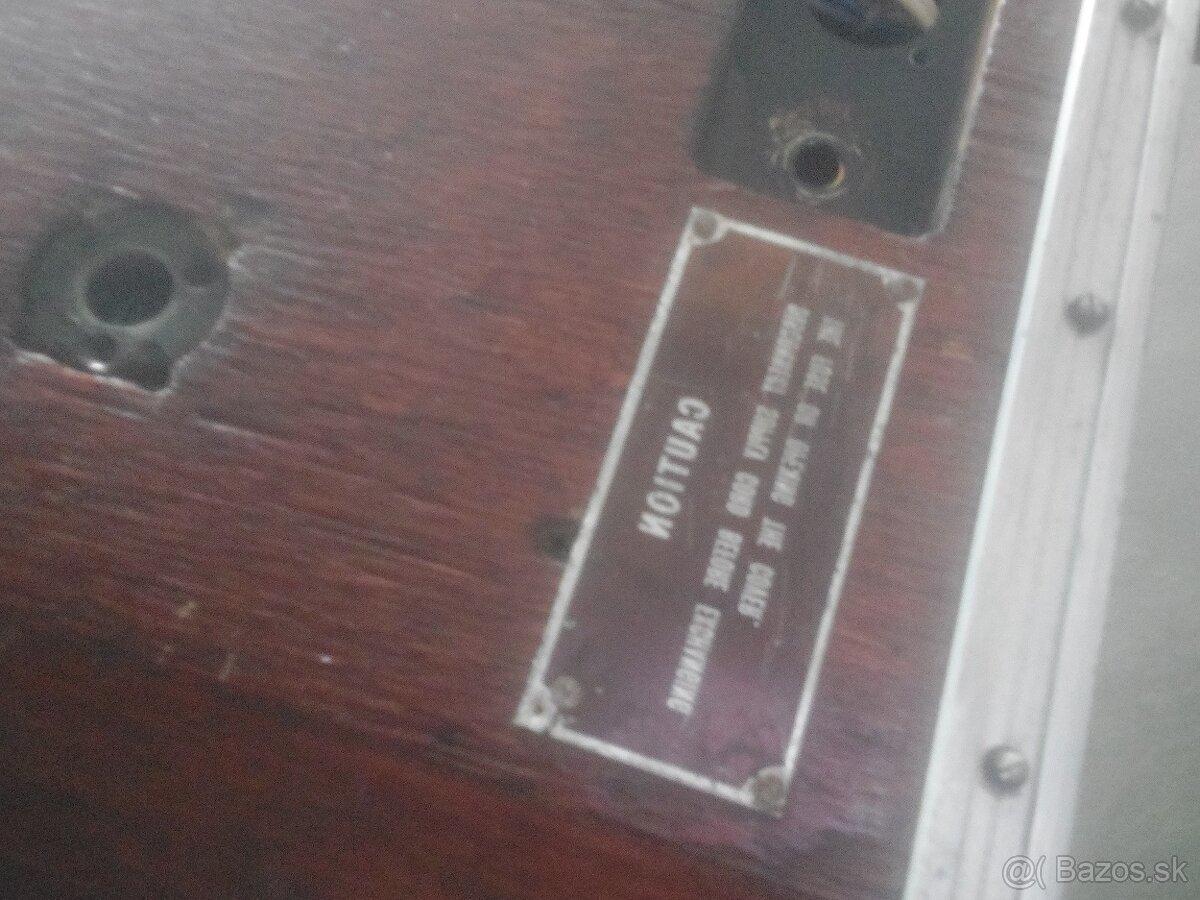 CAUTION
DISCONNECT SUPPLY CORD BEFORE EXCHANGING
THE FUSE OR OPENING THE COVER.
@( Bazos.sk